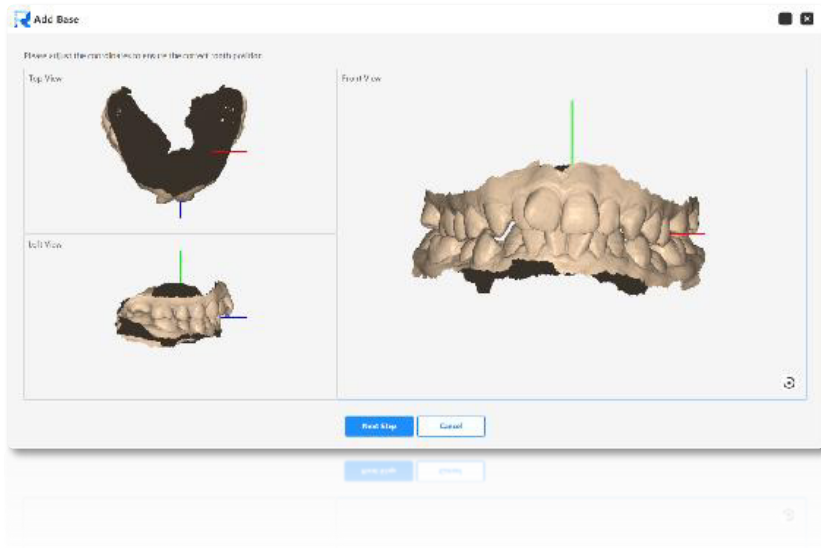 Add Base
Please adjust the coordinates to ensure the correct tooth position
Top View
Front View
Left View
Next Step
Cancel